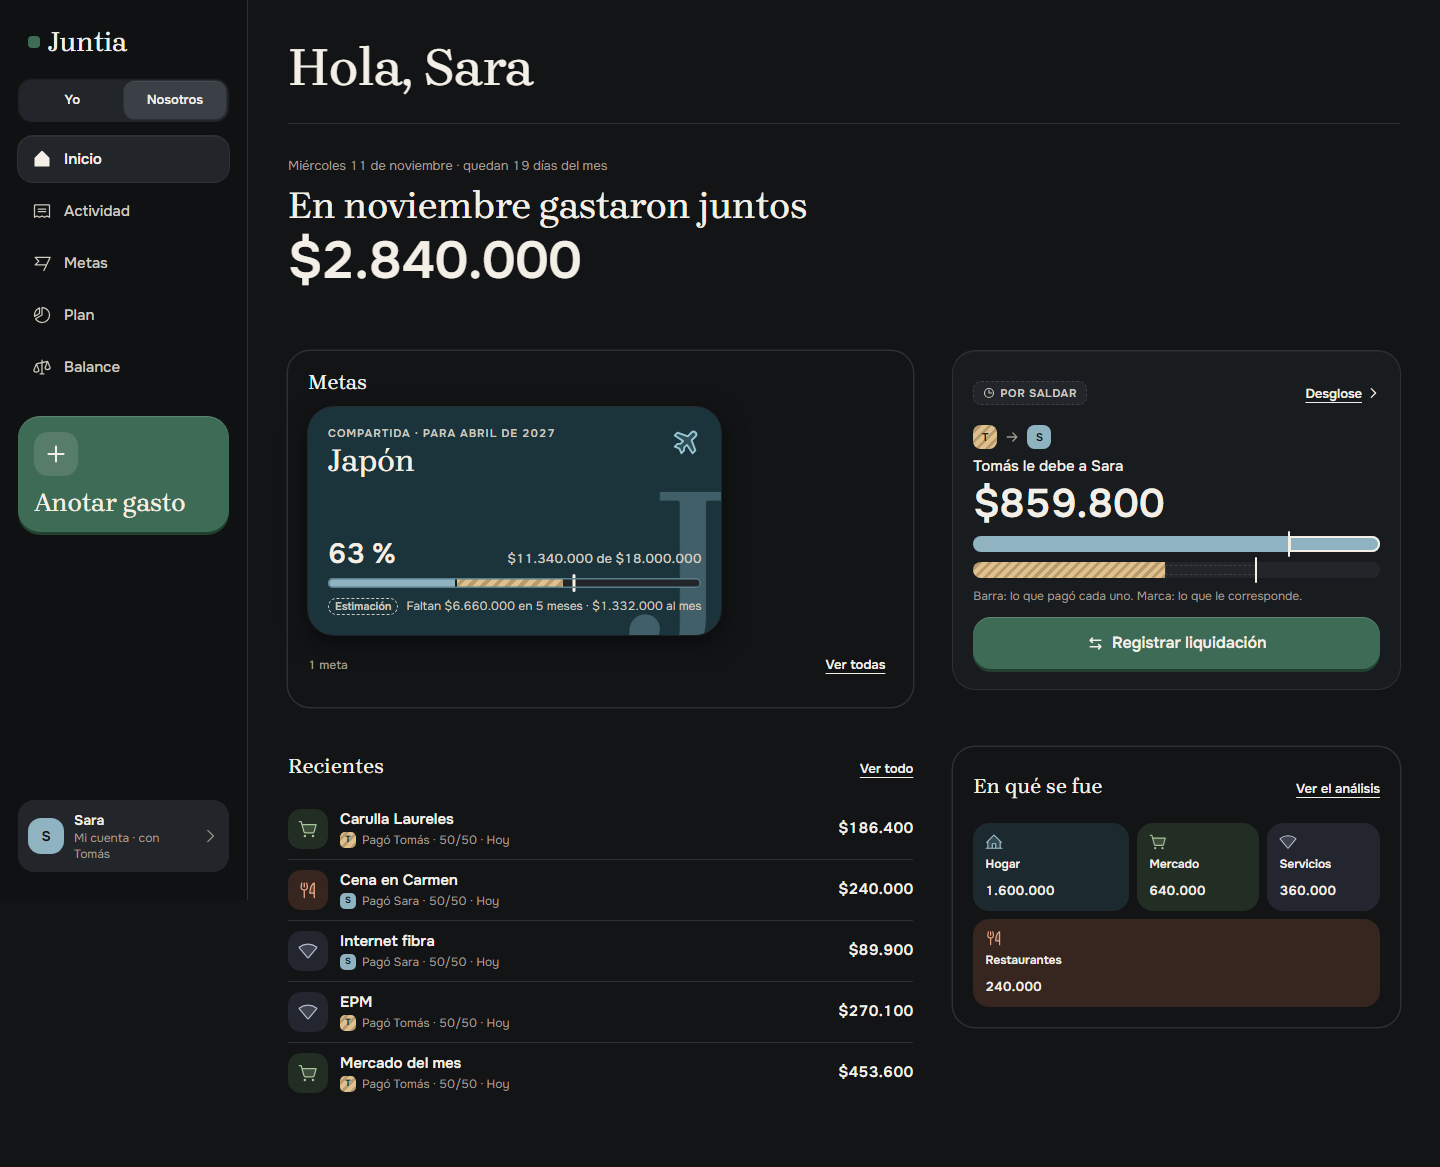 Juntia
Yo
Nosotros
Inicio
Actividad
Metas
Plan
Balance
Anotar gasto
S
Sara
Mi cuenta · con
Tomás
Hola, Sara
Miércoles 11 de noviembre · quedan 19 días del mes
En noviembre gastaron juntos
$2.840.000
Metas
COMPARTIDA · PARA ABRIL DE 2027
Japón
J.
63 %
$11.340.000 de $18.000.000
Estimación
Faltan $6.660.000 en 5 meses · $1.332.000 al mes
1 meta
Ver todas
POR SALDAR
Desglose
T
S
Tomás le debe a Sara
$859.800
Barra: lo que pagó cada uno. Marca: lo que le corresponde.
Registrar liquidación
Recientes
Ver todo
Carulla Laureles
T Pagó Tomás · 50/50 · Hoy
$186.400
Cena en Carmen
S Pagó Sara · 50/50 · Hoy
$240.000
Internet fibra
S Pagó Sara · 50/50 · Hoy
$89.900
EPM
T Pagó Tomás · 50/50 · Hoy
$270.100
Mercado del mes
T Pagó Tomás · 50/50 · Hoy
$453.600
En qué se fue
Ver el análisis
Hogar
1.600.000
Mercado
640.000
Servicios
360.000
Restaurantes
240.000